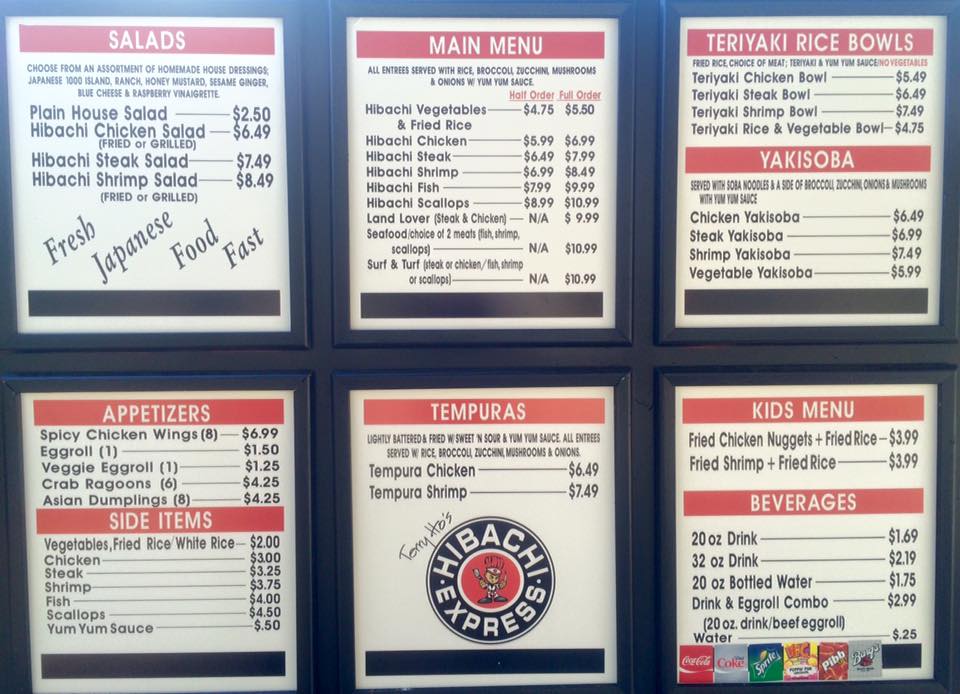 SALADS
CHOOSE FROM AN ASSORTMENT OF HOMEMADE HOUSE DRESSINGS;
JAPANESE 1000 ISLAND, RANCH, HONEY MUSTARD, SESAME GINGER,
BLUE CHEESE & RASPBERRY VINAIGRETTE.
Plain House Salad $2.50
Hibachi Chicken Salad $6.49
(FRIED or GRILLED)
Hibachi Steak Salad $7.49
Hibachi Shrimp Salad $8.49
(FRIED or GRILLED)
Fresh Japanese Food Fast
MAIN MENU
ALL ENTREES SERVED WITH RICE, BROCCOLI, ZUCCHINI, MUSHROOMS
& ONIONS W/ YUM YUM SAUCE.
Half Order Full Order
Hibachi Vegetables $4.75 $5.50
& Fried Rice
Hibachi Chicken $5.99 $6.99
Hibachi Steak $6.49 $7.99
Hibachi Shrimp $6.99 $8.49
Hibachi Fish $7.99 $9.99
Hibachi Scallops $8.99 $10.99
Land Lover (Steak & Chicken) N/A $ 9.99
Seafood/choice of 2 meats (fish, shrimp,
scallops) N/A $10.99
Surf & Turf (steak or chicken/fish, shrimp
or scallops) N/A $10.99
TERIYAKI RICE BOWLS
FRIED RICE, CHOICE OF MEAT; TERIYAKI & YUM YUM SAUCE/NO VEGETABLES
Teriyaki Chicken Bowl $5.49
Teriyaki Steak Bowl $6.49
Teriyaki Shrimp Bowl $7.49
Teriyaki Rice & Vegetable Bowl $4.75
YAKISOBA
SERVED WITH SOBA NOODLES & A SIDE OF BROCCOLI, ZUCCHINI, ONIONS & MUSHROOMS
WITH YUM YUM SAUCE
Chicken Yakisoba $6.49
Steak Yakisoba $6.99
Shrimp Yakisoba $7.49
Vegetable Yakisoba $5.99
APPETIZERS
Spicy Chicken Wings (8) $6.99
Eggroll (1) $1.50
Veggie Eggroll (1) $1.25
Crab Ragoons (6) $4.25
Asian Dumplings (8) $4.25
SIDE ITEMS
Vegetables, Fried Rice/White Rice $2.00
Chicken $3.00
Steak $3.25
Shrimp $3.75
Fish $4.00
Scallops $4.50
Yum Yum Sauce $.50
TEMPURAS
LIGHTLY BATTERED & FRIED W/ SWEET 'N SOUR & YUM YUM SAUCE. ALL ENTREES
SERVED W/ RICE, BROCCOLI, ZUCCHINI, MUSHROOMS & ONIONS.
Tempura Chicken $6.49
Tempura Shrimp $7.49
Terry Ho's
HIBACHI
EXPRESS
KIDS MENU
Fried Chicken Nuggets + Fried Rice $3.99
Fried Shrimp + Fried Rice $3.99
BEVERAGES
20 oz Drink $1.69
32 oz Drink $2.19
20 oz Bottled Water $1.75
Drink & Eggroll Combo $2.99
(20 oz. drink/beef eggroll)
Water $.25
Coca-Cola Coke Sprite Pibb Barq's